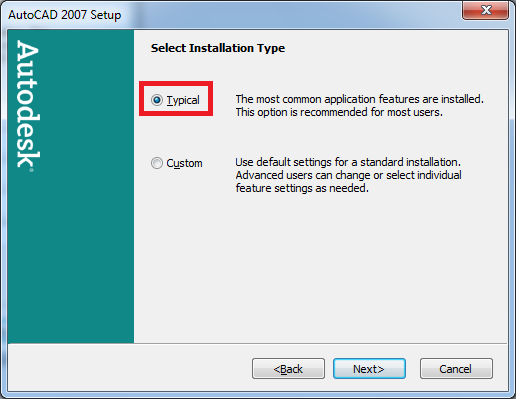 AutoCAD 2007 Setup
Autodesk®
Select Installation Type
Typical
The most common application features are installed.
This option is recommended for most users.
Custom
Use default settings for a standard installation.
Advanced users can change or select individual
feature settings as needed.
<Back
Next>
Cancel